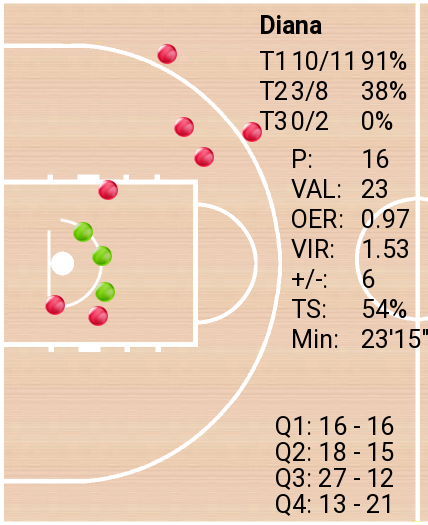 Diana
T1 10/11 91%
T2 3/8 38%
T3 0/2 0%
P: 16
VAL: 23
OER: 0.97
VIR: 1.53
+/-: 6
TS: 54%
Min: 23'15"
Q1: 16 - 16
Q2: 18 - 15
Q3: 27 - 12
Q4: 13 - 21